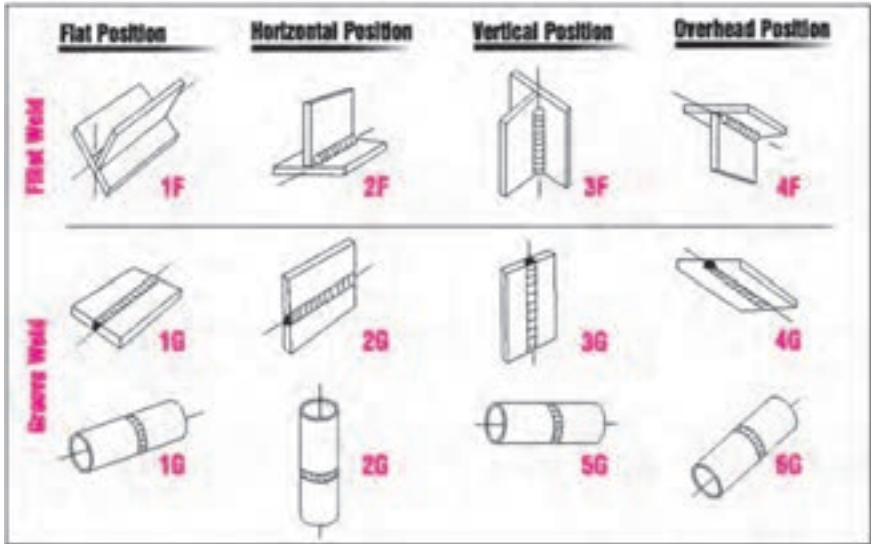 Flat Position Horizontal Position Vertical Position Overhead Position
Fillet Weld
1F 2F 3F 4F
Groove Weld
1G 2G 3G 4G
1G 2G 5G 6G